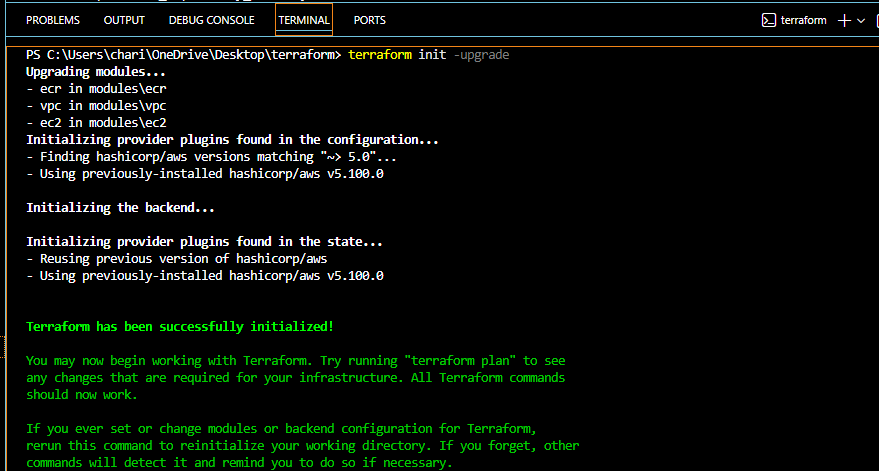 PROBLEMS OUTPUT DEBUG CONSOLE TERMINAL PORTS terraform
PS C:\Users\chari\OneDrive\Desktop\terraform> terraform init -upgrade
Upgrading modules...
- ecr in modules\ecr
- vpc in modules\vpc
- ec2 in modules\ec2
Initializing provider plugins found in the configuration...
- Finding hashicorp/aws versions matching "~> 5.0"...
- Using previously-installed hashicorp/aws v5.100.0
Initializing the backend...
Initializing provider plugins found in the state...
- Reusing previous version of hashicorp/aws
- Using previously-installed hashicorp/aws v5.100.0
Terraform has been successfully initialized!
You may now begin working with Terraform. Try running "terraform plan" to see
any changes that are required for your infrastructure. All Terraform commands
should now work.
If you ever set or change modules or backend configuration for Terraform,
rerun this command to reinitialize your working directory. If you forget, other
commands will detect it and remind you to do so if necessary.